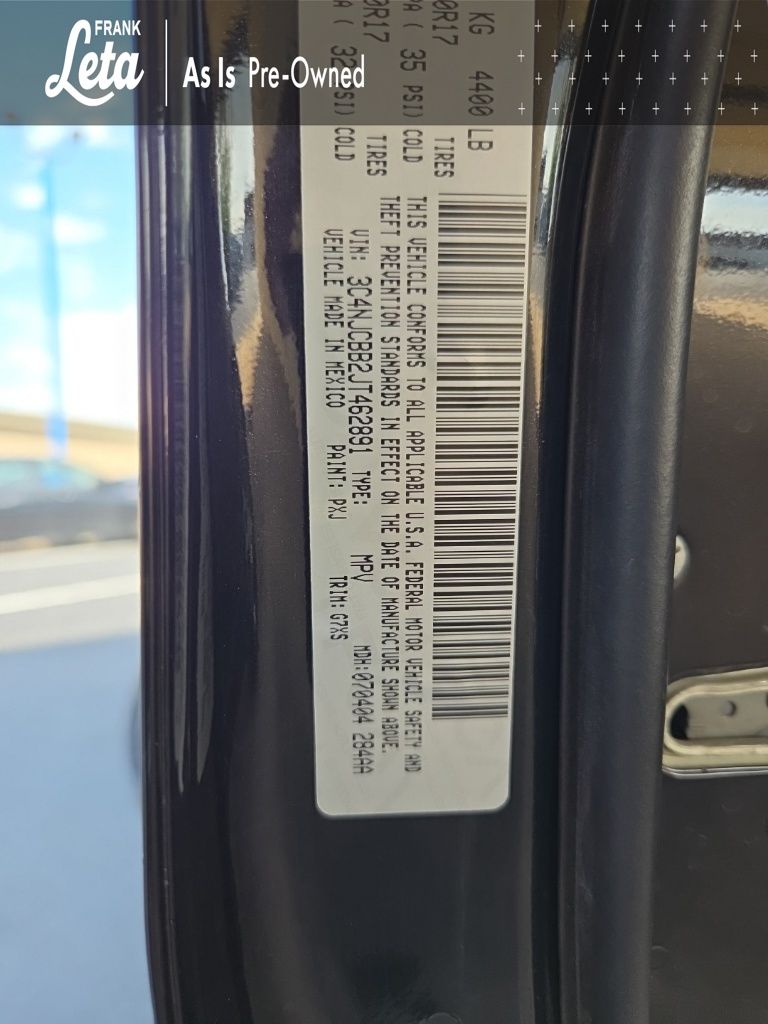 FRANK
Leta
As Is Pre-Owned
KG 4400 LB
0R17 TIRES
PA ( 35 PSI) COLD
0R17 TIRES
A ( 32 PSI) COLD
THIS VEHICLE CONFORMS TO ALL APPLICABLE U.S.A. FEDERAL MOTOR VEHICLE SAFETY AND
THEFT PREVENTION STANDARDS IN EFFECT ON THE DATE OF MANUFACTURE SHOWN ABOVE.
VIN: 3C4NJCBB2JT462891 TYPE: MPV MDH:070404 284AA
VEHICLE MADE IN MEXICO PAINT: PXJ TRIM: G7XS